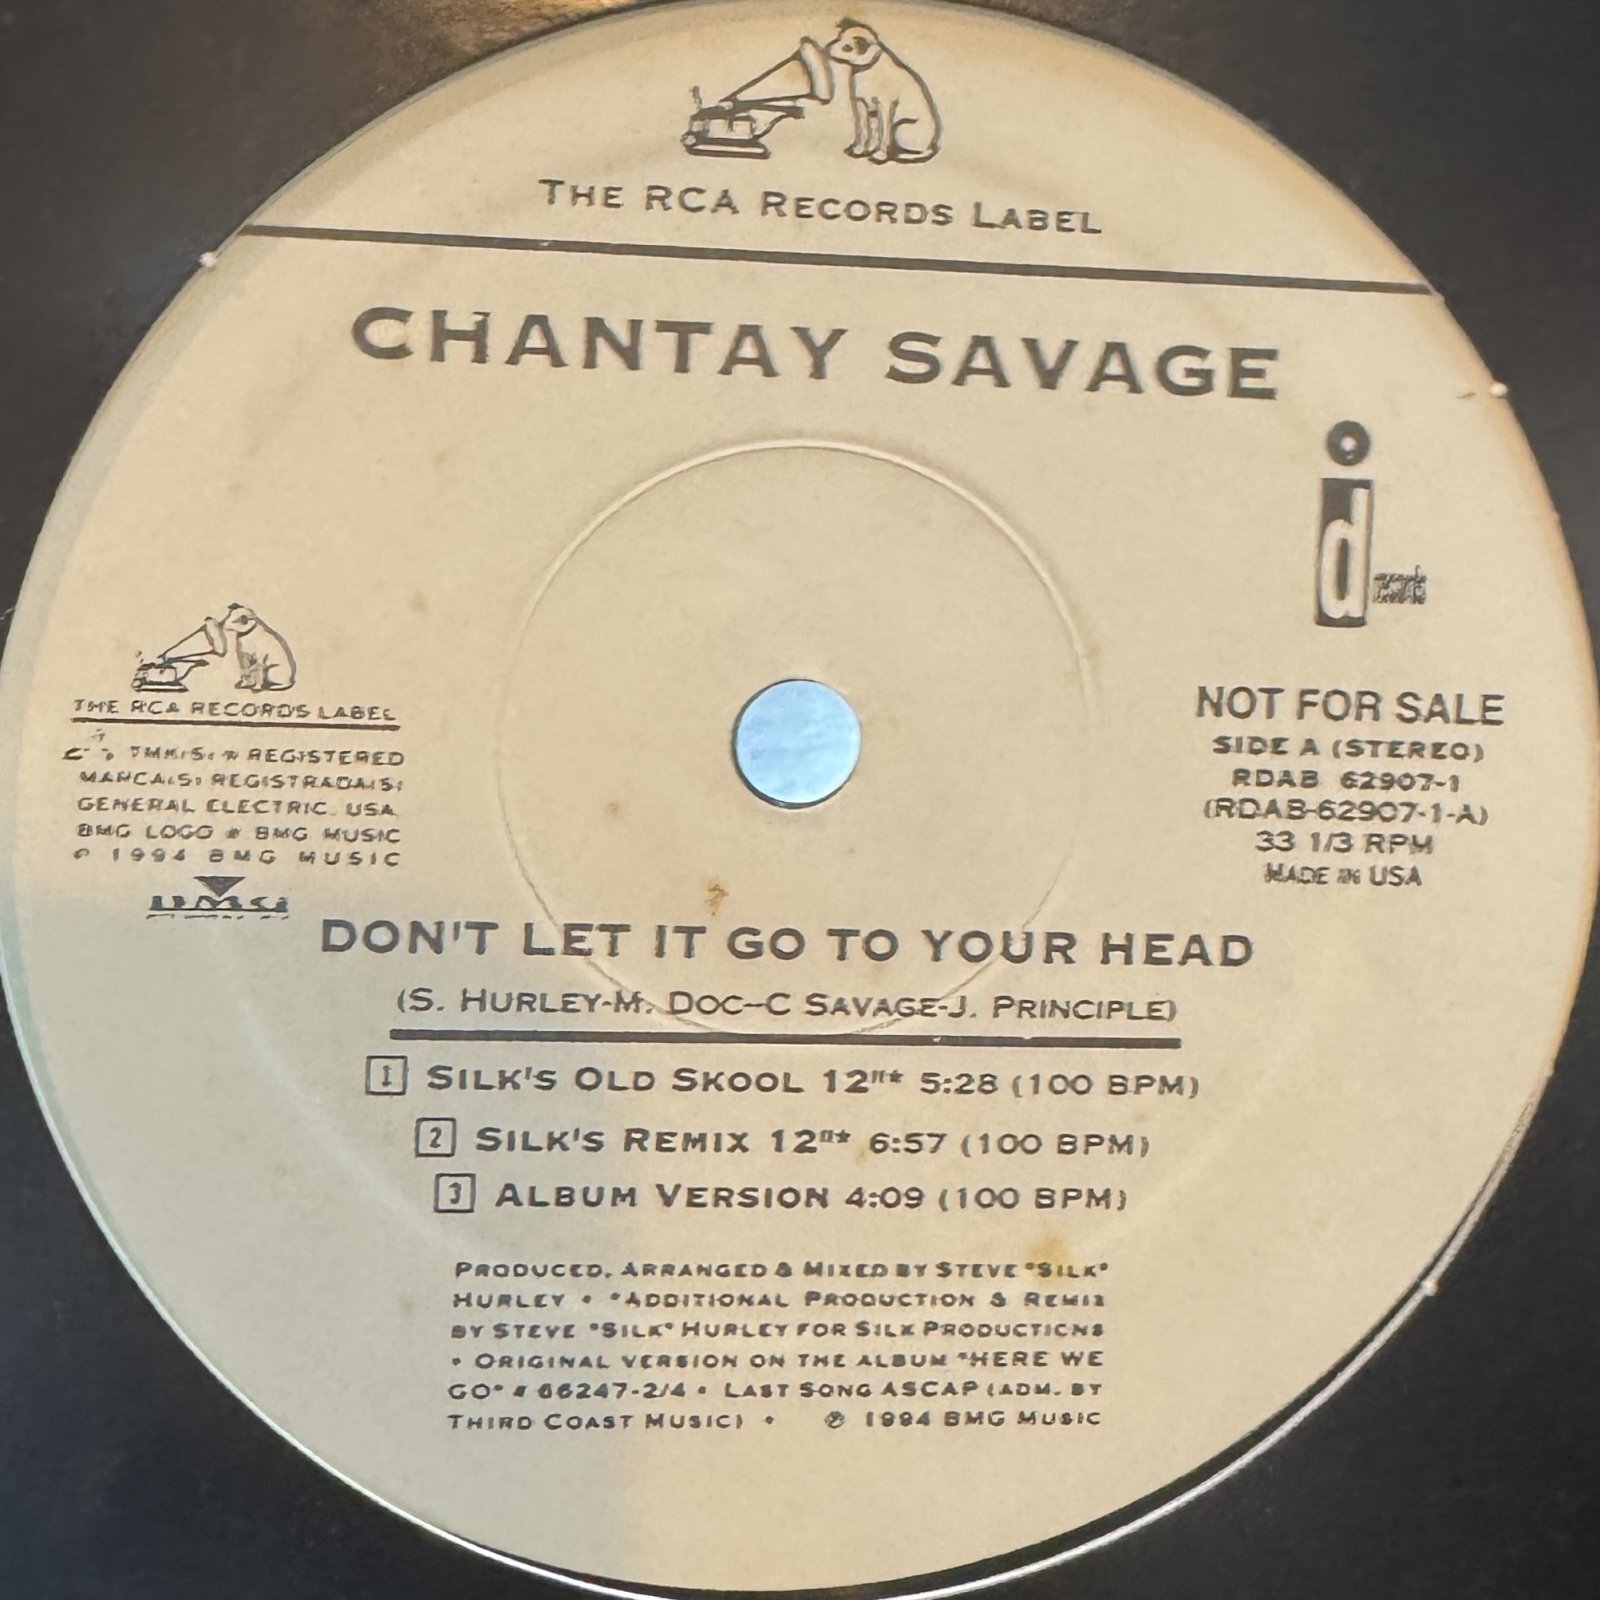 THE RCA RECORDS LABEL
CHANTAY SAVAGE
id
THE RCA RECORDS LABEL
TMK(S) ® REGISTERED
MARCA(S) REGISTRADA(S)
GENERAL ELECTRIC, USA
BMG LOGO ® BMG MUSIC
© 1994 BMG MUSIC
BMG
NOT FOR SALE
SIDE A (STEREO)
RDAB 62907-1
(RDAB-62907-1-A)
33 1/3 RPM
MADE IN USA
DON'T LET IT GO TO YOUR HEAD
(S. HURLEY-M. DOC-C SAVAGE-J. PRINCIPLE)
1 SILK'S OLD SKOOL 12"* 5:28 (100 BPM)
2 SILK'S REMIX 12"* 6:57 (100 BPM)
3 ALBUM VERSION 4:09 (100 BPM)
PRODUCED, ARRANGED & MIXED BY STEVE "SILK"
HURLEY • *ADDITIONAL PRODUCTION & REMIX
BY STEVE "SILK" HURLEY FOR SILK PRODUCTIONS
• ORIGINAL VERSION ON THE ALBUM "HERE WE
GO" # 66247-2/4 • LAST SONG ASCAP (ADM. BY
THIRD COAST MUSIC) • ℗ 1994 BMG MUSIC